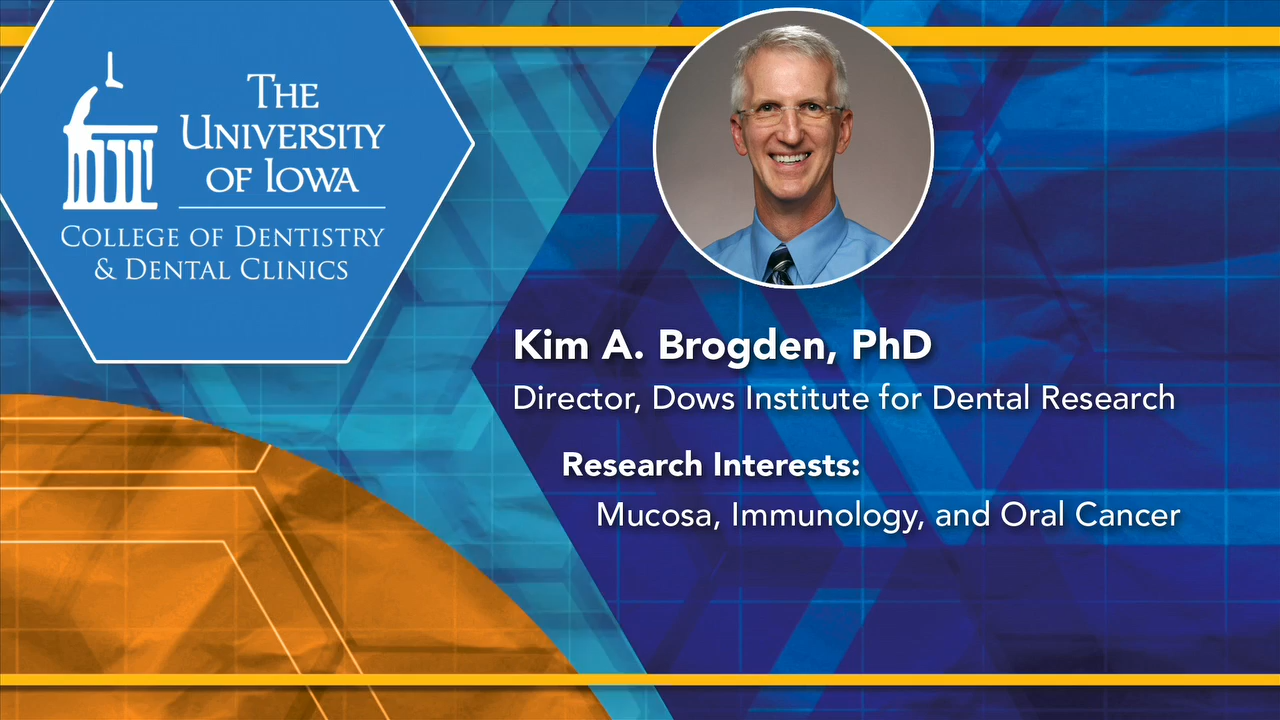 THE
UNIVERSITY
OF IOWA
COLLEGE OF DENTISTRY
& DENTAL CLINICS
Kim A. Brogden, PhD
Director, Dows Institute for Dental Research
Research Interests:
Mucosa, Immunology, and Oral Cancer